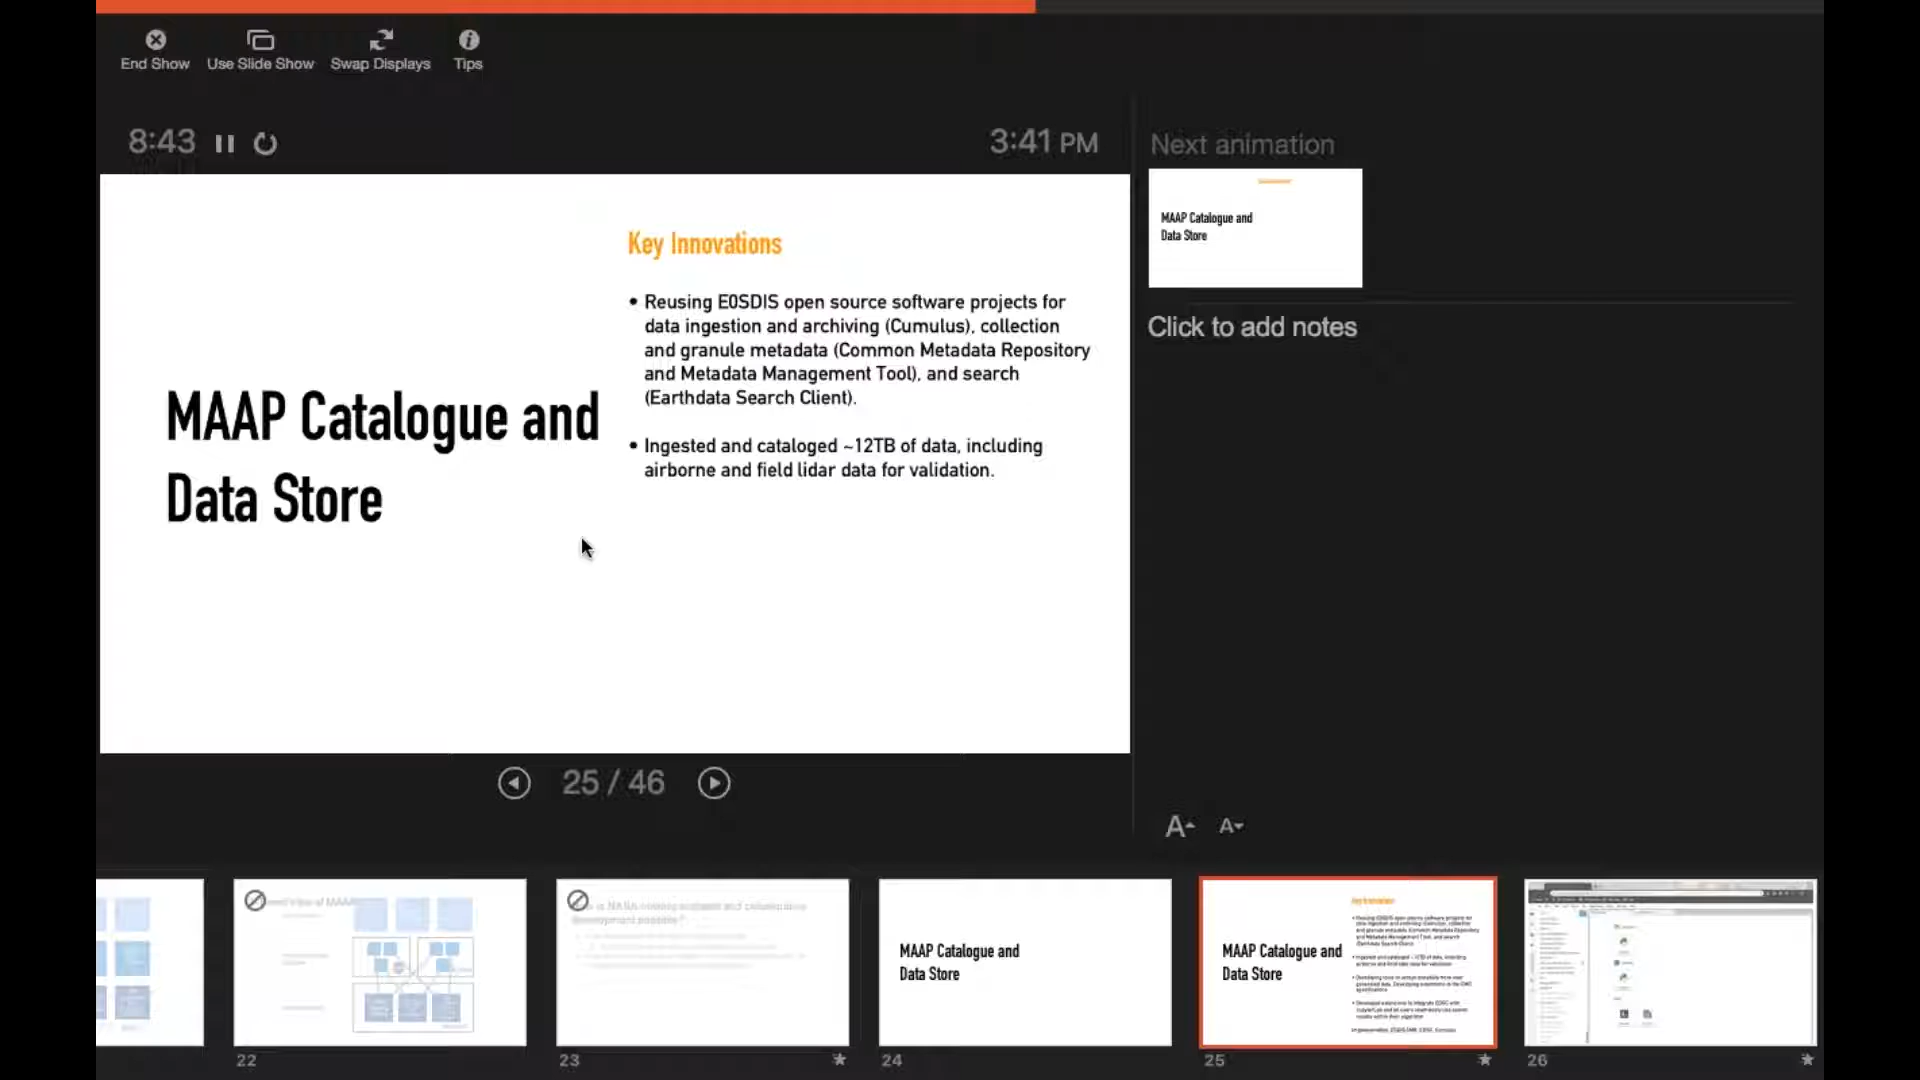 End Show
Use Slide Show
Swap Displays
Tips
8:43
3:41 PM
Next animation
MAAP Catalogue and
Data Store
Click to add notes
Key Innovations
• Reusing E0SDIS open source software projects for
data ingestion and archiving (Cumulus), collection
and granule metadata (Common Metadata Repository
and Metadata Management Tool), and search
(Earthdata Search Client).
• Ingested and cataloged ~12TB of data, including
airborne and field lidar data for validation.
MAAP Catalogue and
Data Store
25 / 46
A
A
22
23
MAAP Catalogue and
Data Store
24
Key Innovations
MAAP Catalogue and
Data Store
25
26